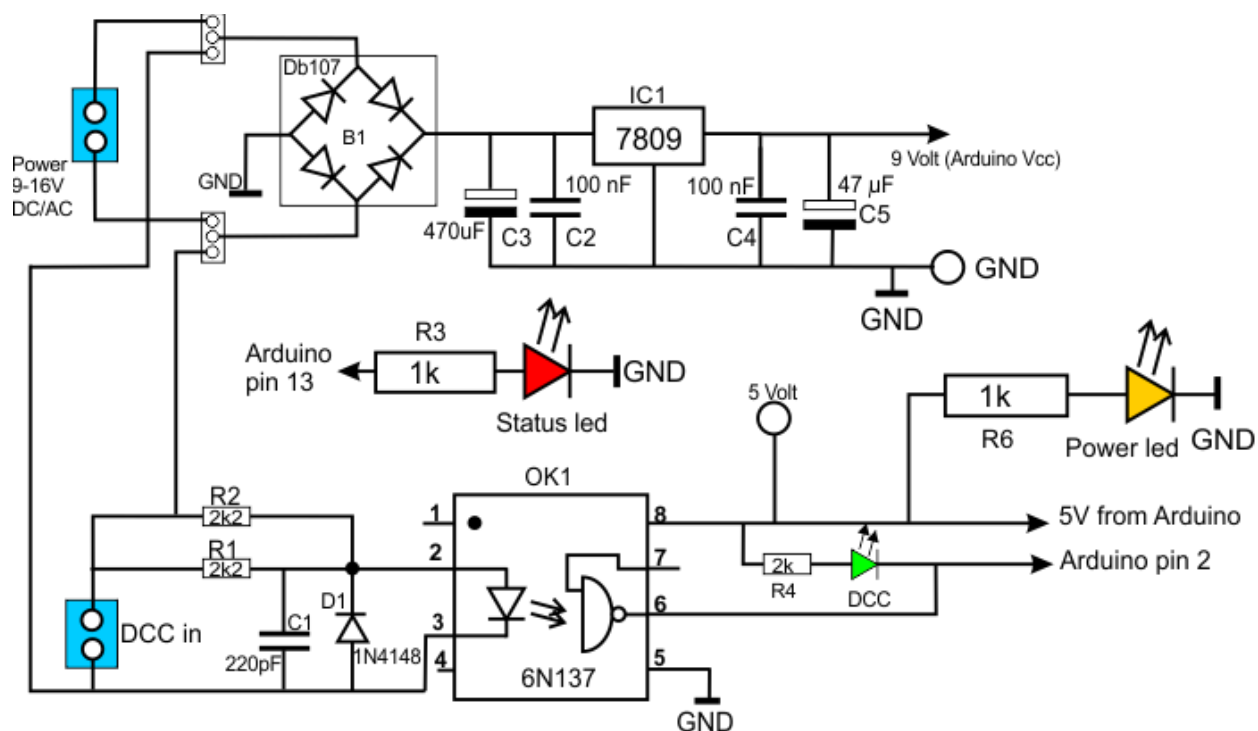 Db107
B1
GND
Power
9-16V
DC/AC
IC1
7809
9 Volt (Arduino Vcc)
100 nF
100 nF
47 µF
470uF
C3
C2
C4
C5
GND
GND
Arduino
pin 13
R3
1k
GND
Status led
5 Volt
1k
R6
Power led
GND
OK1
R2
2k2
R1
2k2
1
2
3
4
8
7
6
5
5V from Arduino
Arduino pin 2
2k
R4
DCC
DCC in
D1
C1
220pF
1N4148
6N137
GND